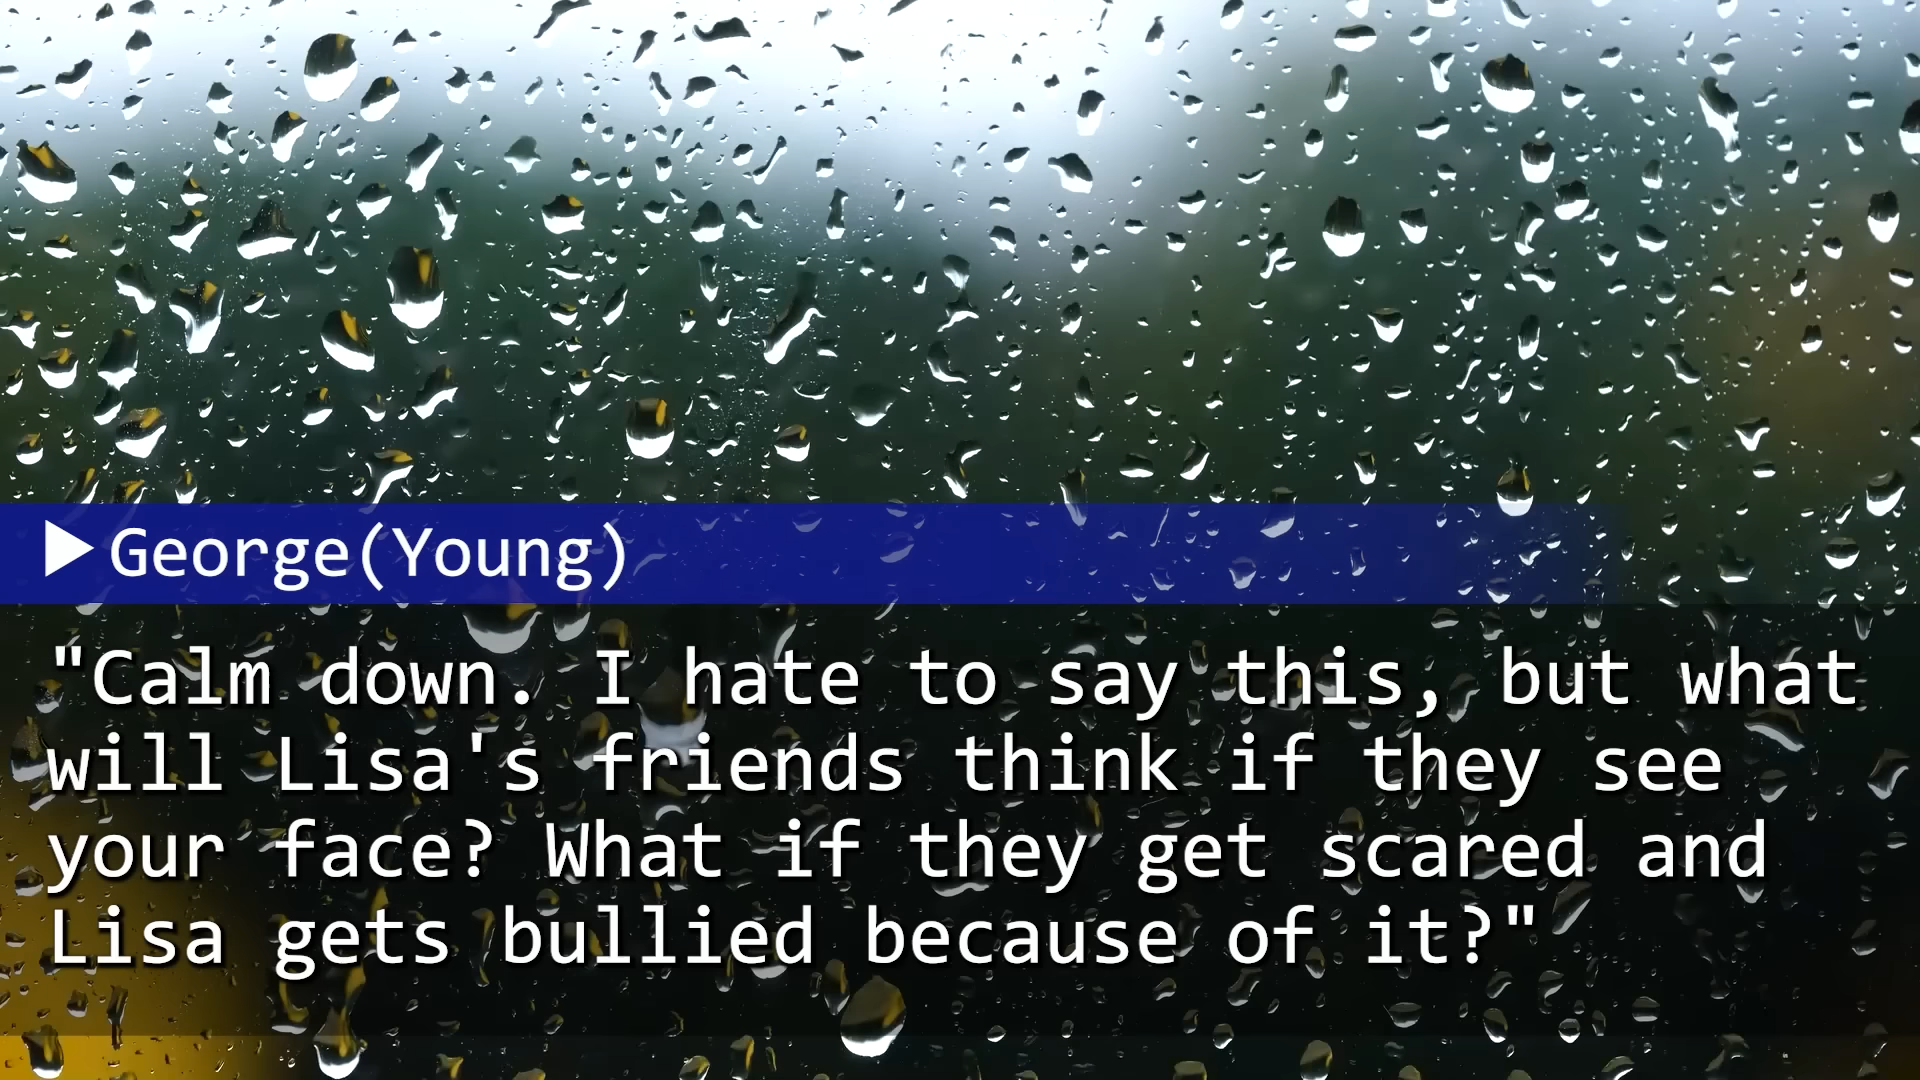 ▶George(Young)
"Calm down. I hate to say this, but what
will Lisa's friends think if they see
your face? What if they get scared and
Lisa gets bullied because of it?"